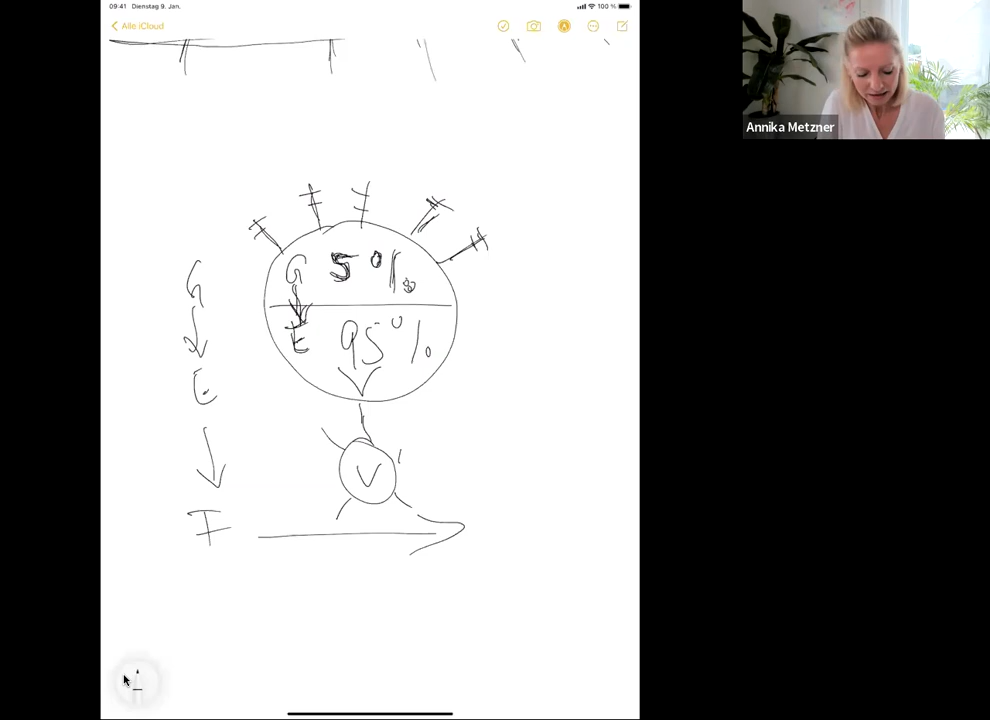 09:41 Dienstag 9. Jan.
100 %
Alle iCloud
Annika Metzner
G 5 %
G
E 95 %
E
V
F